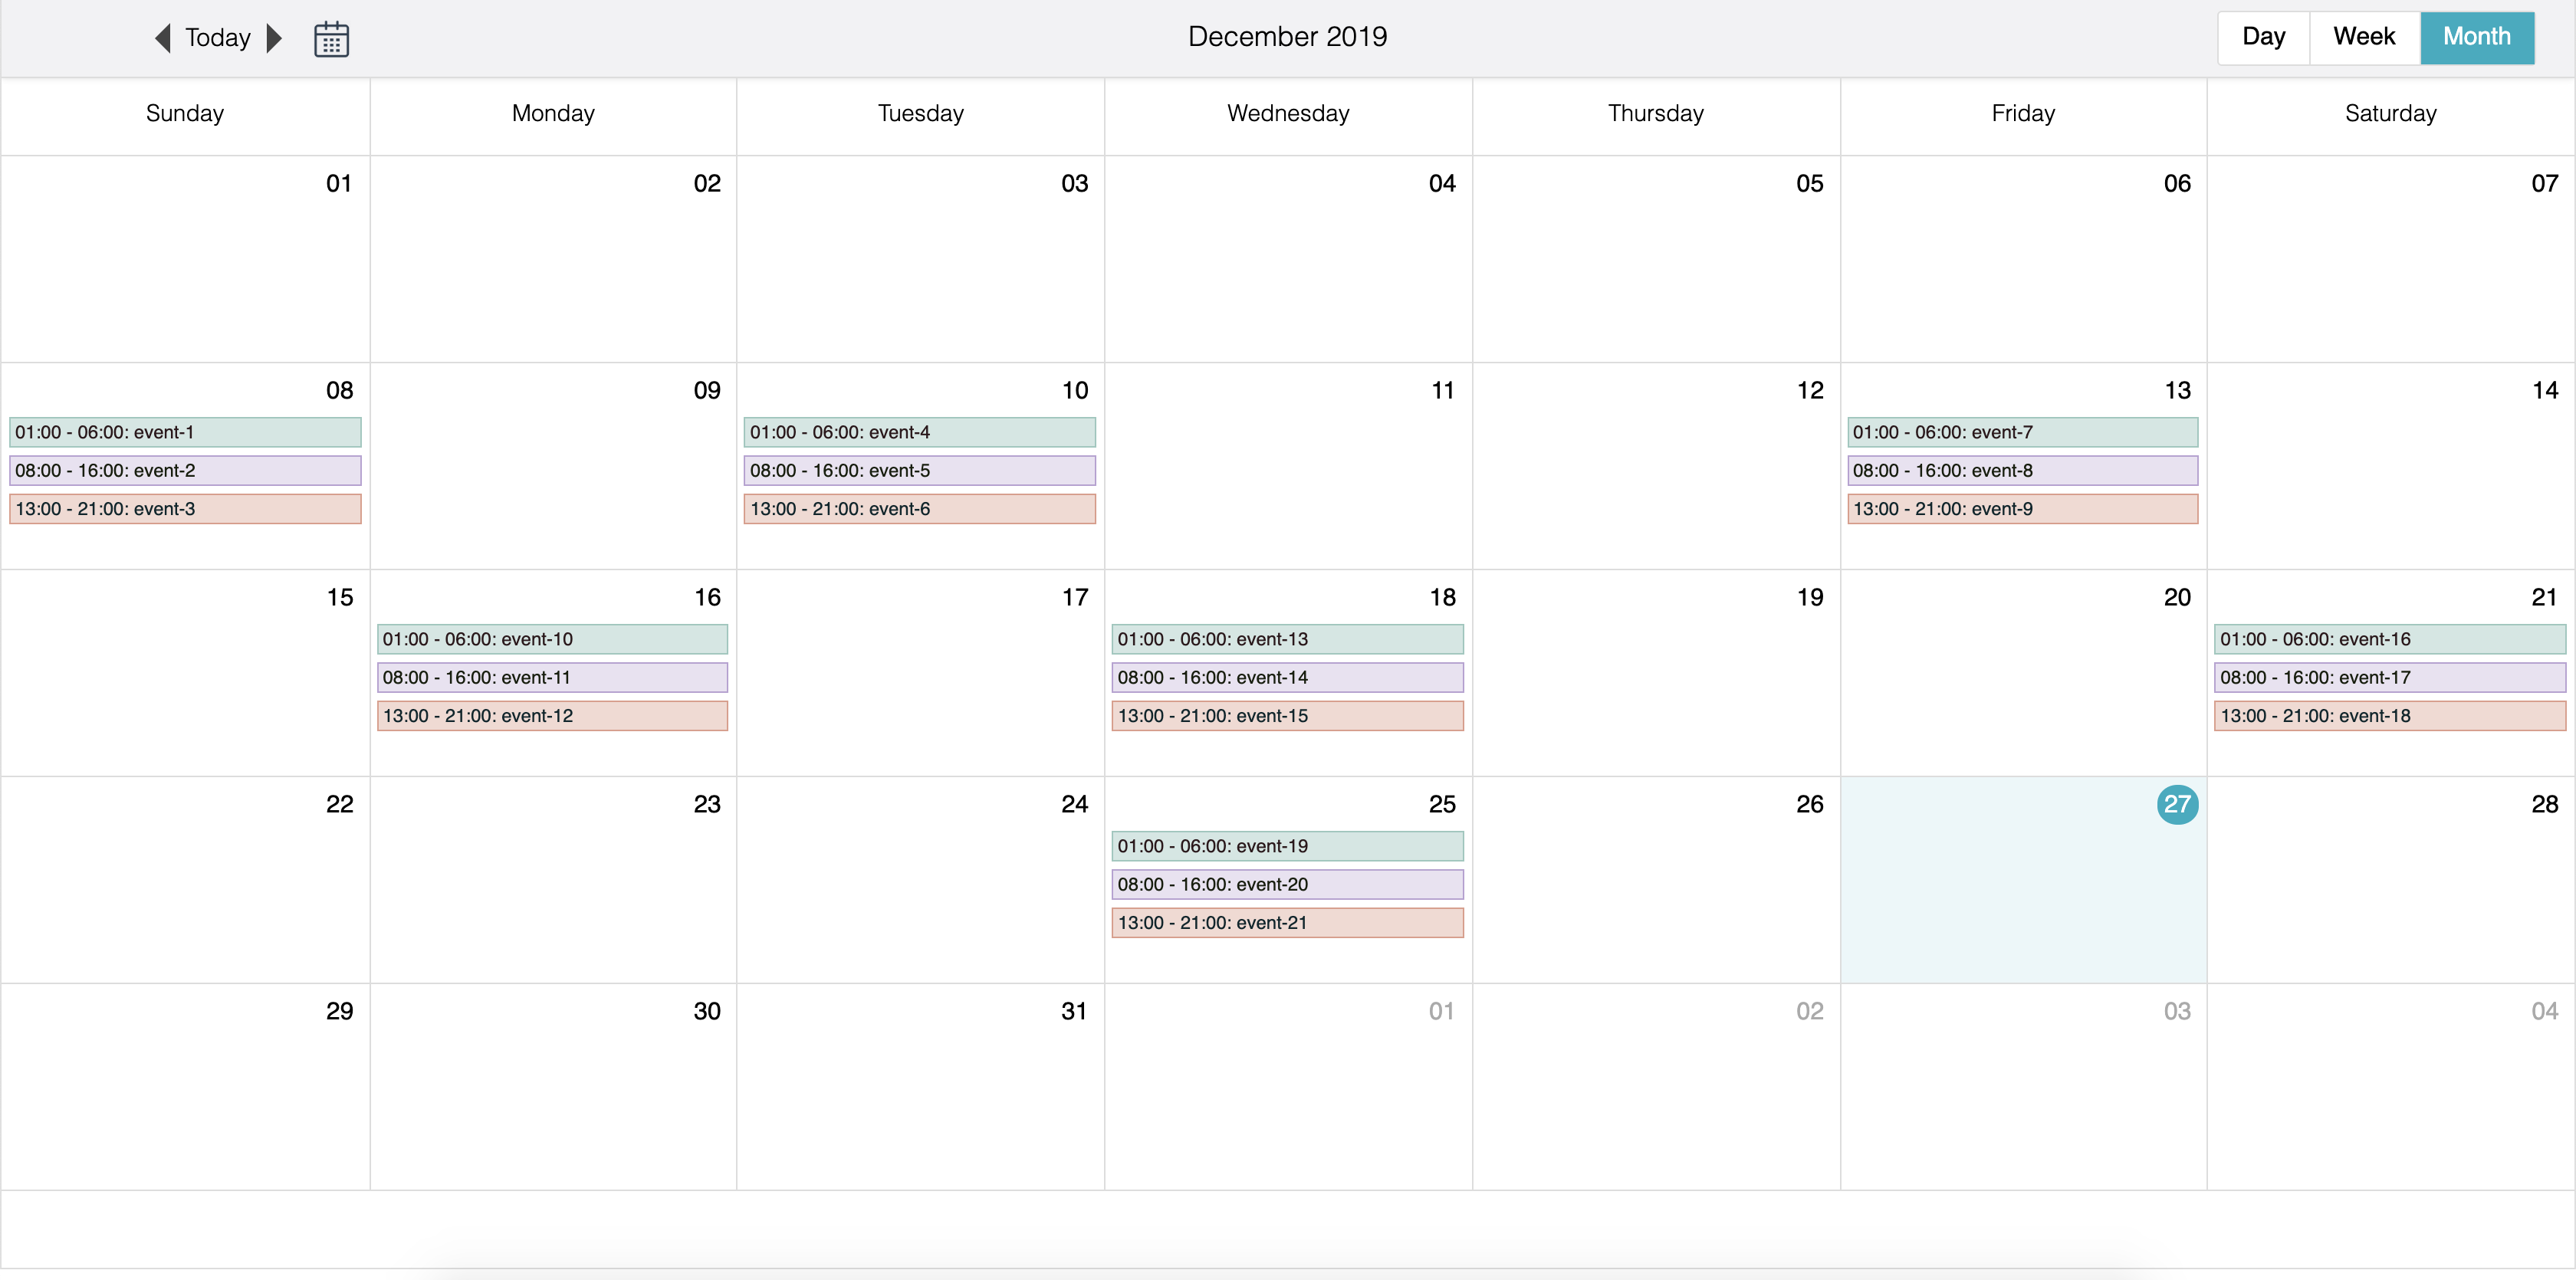 Today
December 2019
Day Week Month
Sunday Monday Tuesday Wednesday Thursday Friday Saturday
01 02 03 04 05 06 07
08 09 10 11 12 13 14
01:00 - 06:00: event-1 01:00 - 06:00: event-4 01:00 - 06:00: event-7
08:00 - 16:00: event-2 08:00 - 16:00: event-5 08:00 - 16:00: event-8
13:00 - 21:00: event-3 13:00 - 21:00: event-6 13:00 - 21:00: event-9
15 16 17 18 19 20 21
01:00 - 06:00: event-10 01:00 - 06:00: event-13 01:00 - 06:00: event-16
08:00 - 16:00: event-11 08:00 - 16:00: event-14 08:00 - 16:00: event-17
13:00 - 21:00: event-12 13:00 - 21:00: event-15 13:00 - 21:00: event-18
22 23 24 25 26 27 28
01:00 - 06:00: event-19
08:00 - 16:00: event-20
13:00 - 21:00: event-21
29 30 31 01 02 03 04